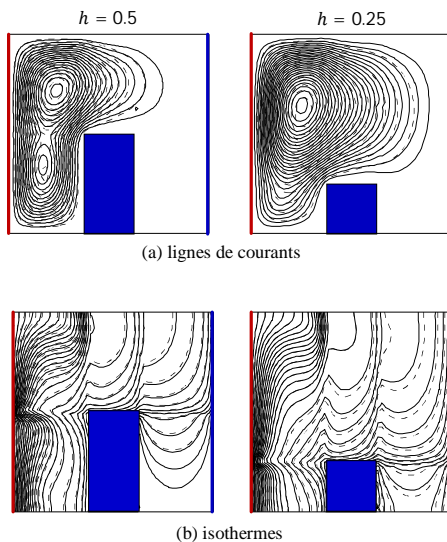 h = 0.5
h = 0.25
(a) lignes de courants
(b) isothermes